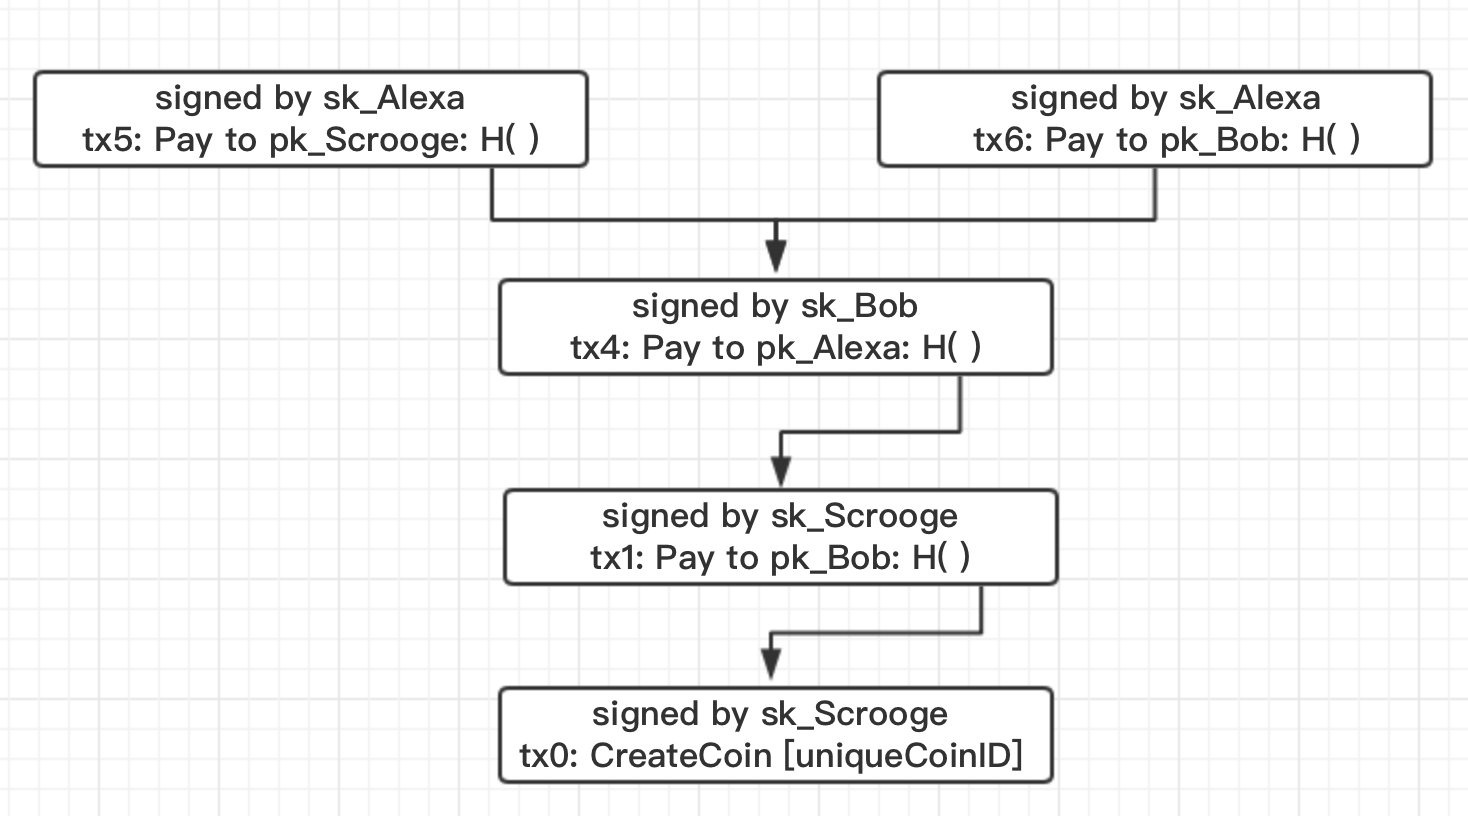 signed by sk_Alexa
tx5: Pay to pk_Scrooge: H( )
signed by sk_Alexa
tx6: Pay to pk_Bob: H( )
signed by sk_Bob
tx4: Pay to pk_Alexa: H( )
signed by sk_Scrooge
tx1: Pay to pk_Bob: H( )
signed by sk_Scrooge
tx0: CreateCoin [uniqueCoinID]